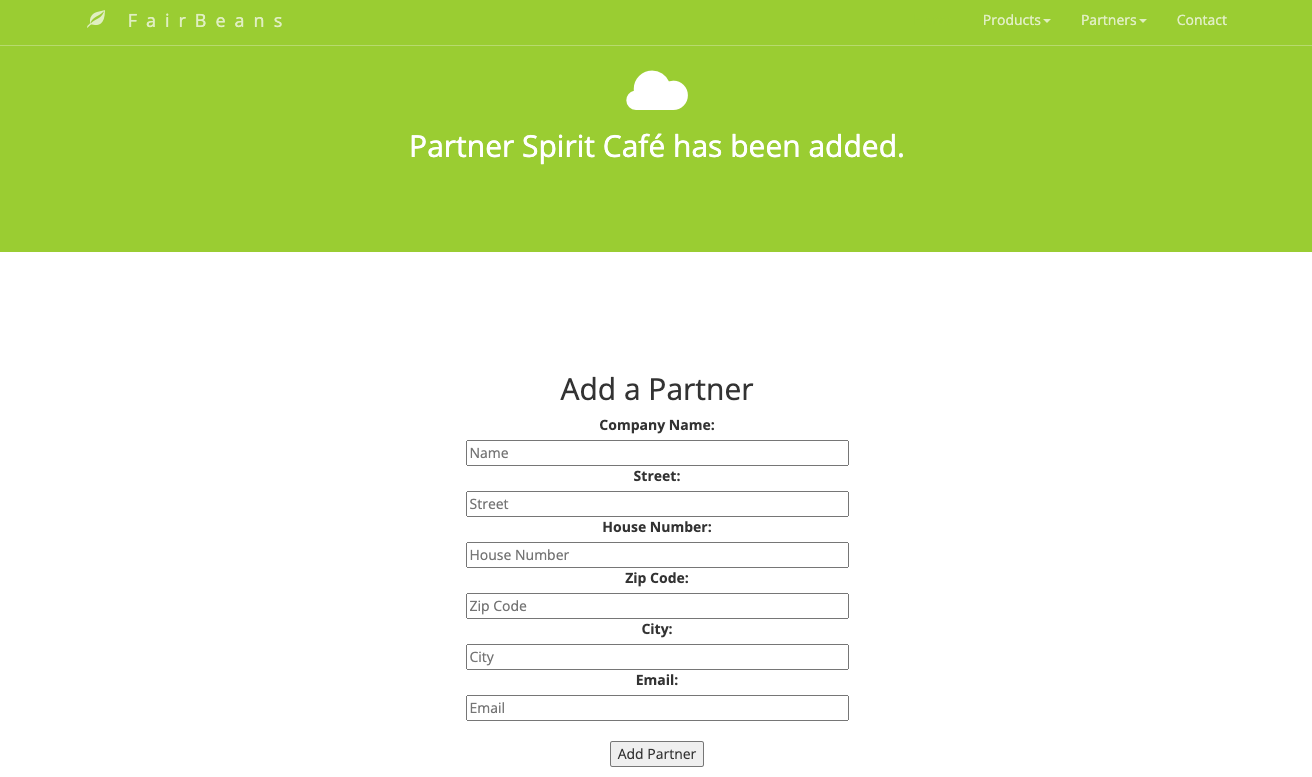 FairBeans Products Partners Contact
Partner Spirit Café has been added.
Add a Partner
Company Name:
Name
Street:
Street
House Number:
House Number
Zip Code:
Zip Code
City:
City
Email:
Email
Add Partner